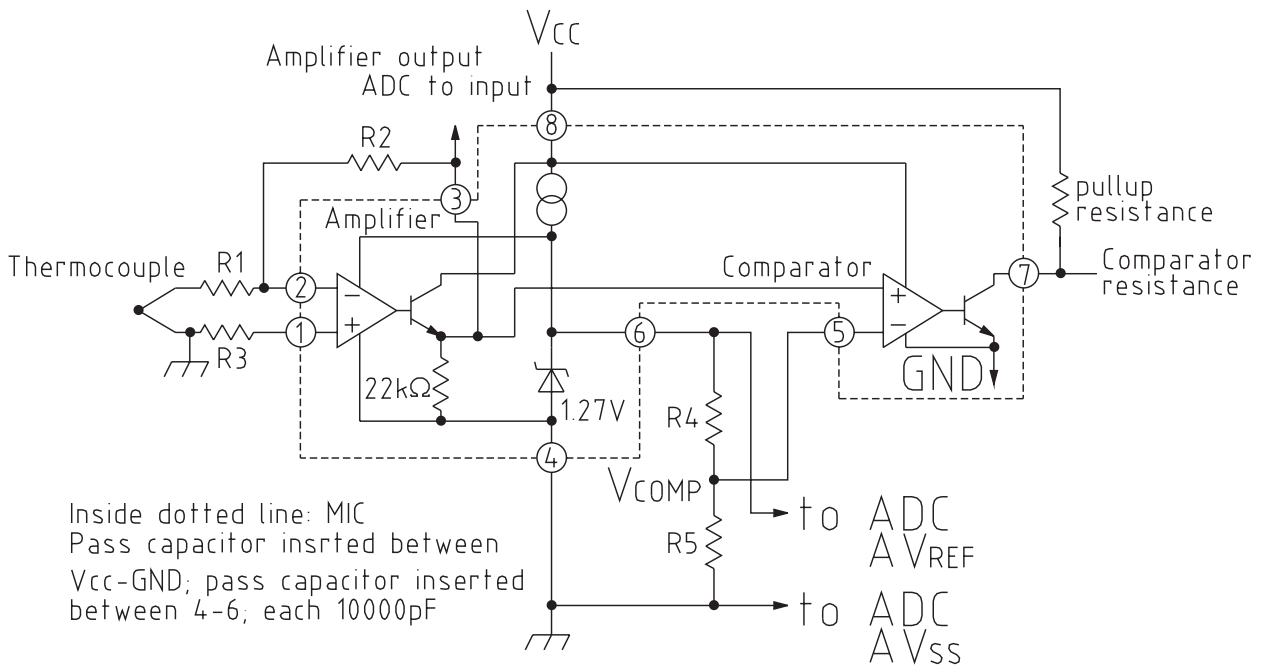 VCC
Amplifier output
ADC to input
8
R2
3
pullup
resistance
Amplifier
Thermocouple
R1
2
−
+
1
R3
22kΩ
1.27V
4
6
Comparator
+
−
5
7
Comparator
resistance
GND
R4
VCOMP
R5
to ADC
AVREF
to ADC
AVSS
Inside dotted line: MIC
Pass capacitor insrted between
Vcc-GND; pass capacitor inserted
between 4-6; each 10000pF